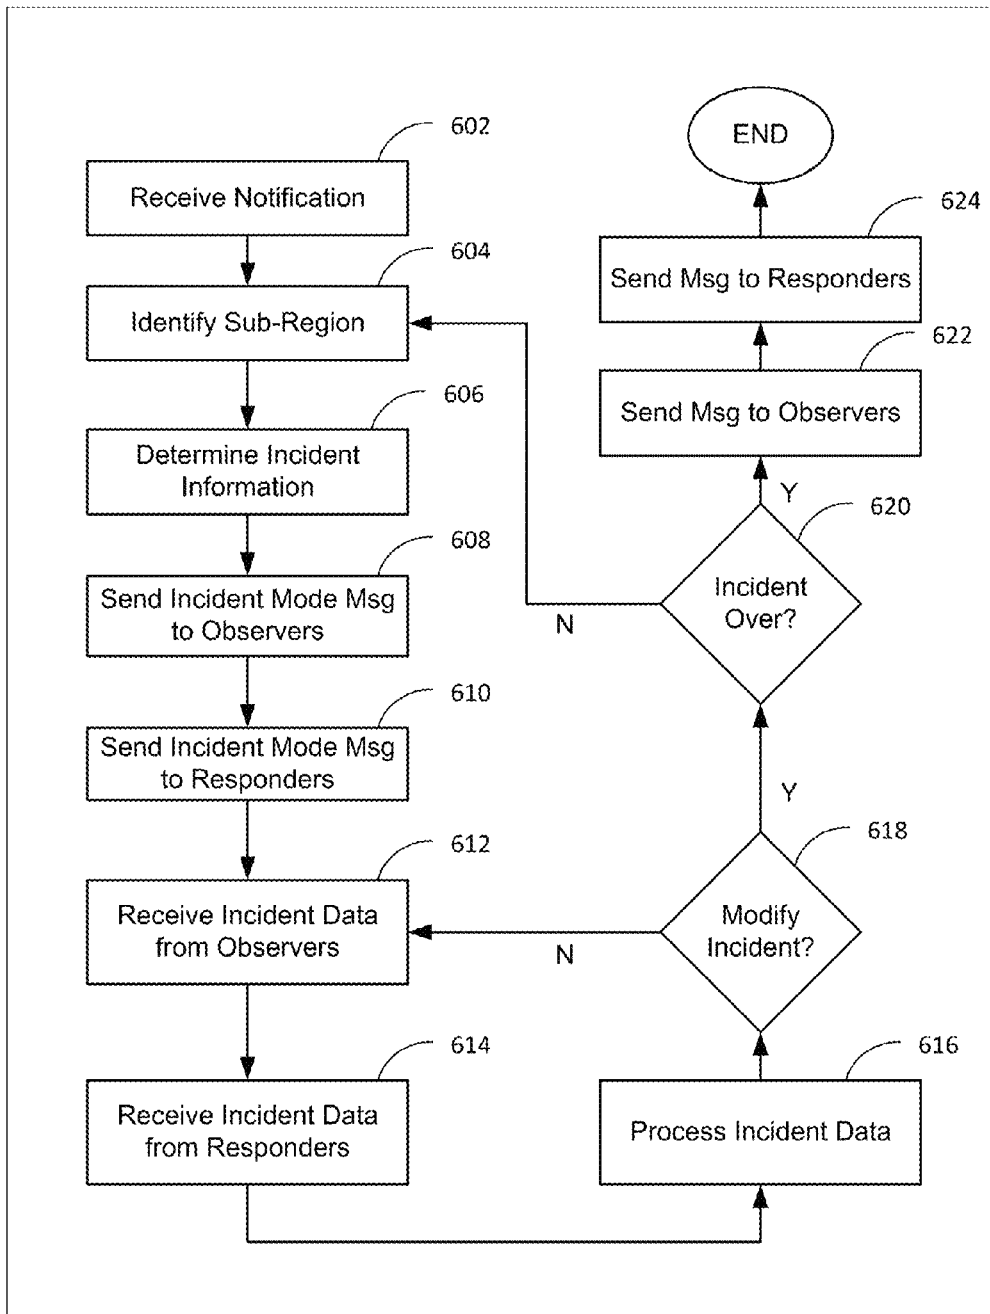 602
Receive Notification
604
Identify Sub-Region
606
Determine Incident
Information
608
Send Incident Mode Msg
to Observers
610
Send Incident Mode Msg
to Responders
612
Receive Incident Data
from Observers
614
Receive Incident Data
from Responders
616
Process Incident Data
618
Modify
Incident?
N
Y
620
Incident
Over?
N
Y
622
Send Msg to Observers
624
Send Msg to Responders
END